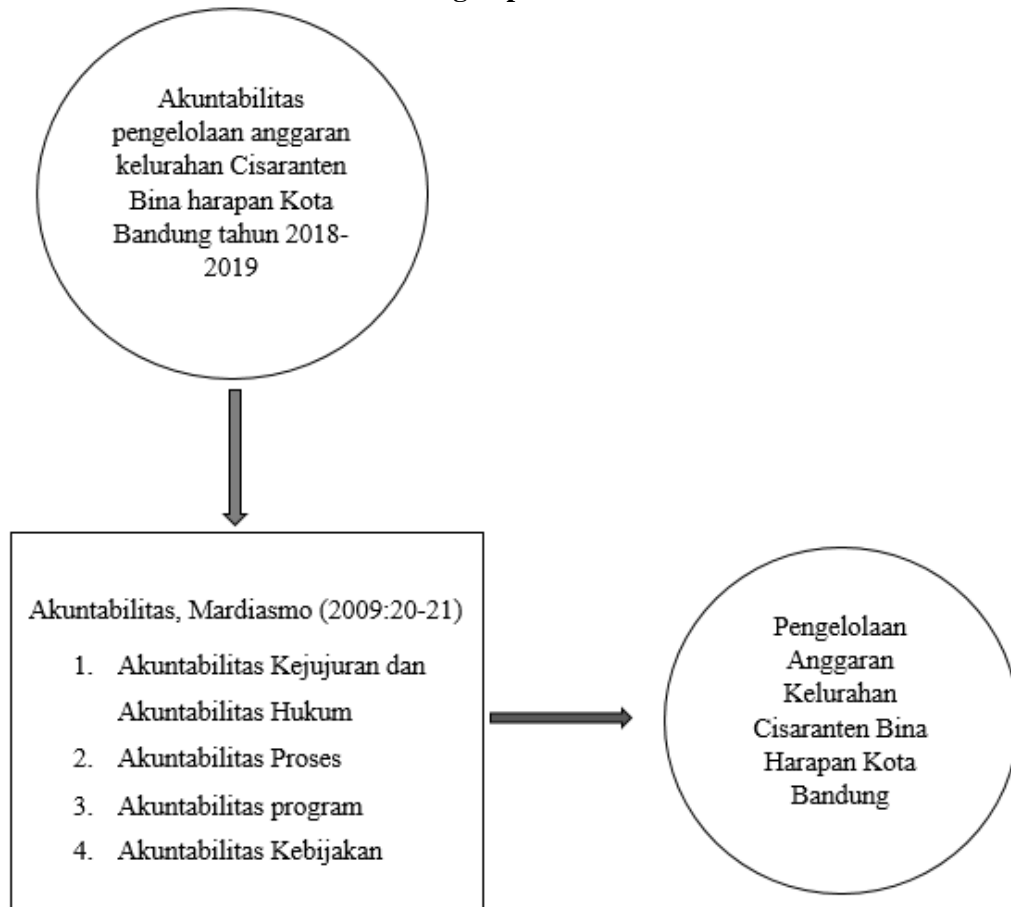 Akuntabilitas
pengelolaan anggaran
kelurahan Cisaranten
Bina harapan Kota
Bandung tahun 2018-
2019
Akuntabilitas, Mardiasmo (2009:20-21)
1. Akuntabilitas Kejujuran dan
Akuntabilitas Hukum
2. Akuntabilitas Proses
3. Akuntabilitas program
4. Akuntabilitas Kebijakan
Pengelolaan
Anggaran
Kelurahan
Cisaranten Bina
Harapan Kota
Bandung